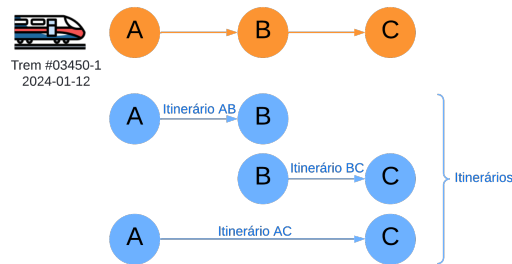 A B C
Trem #03450-1
2024-01-12
A Itinerário AB B
B Itinerário BC C
Itinerários
A Itinerário AC C